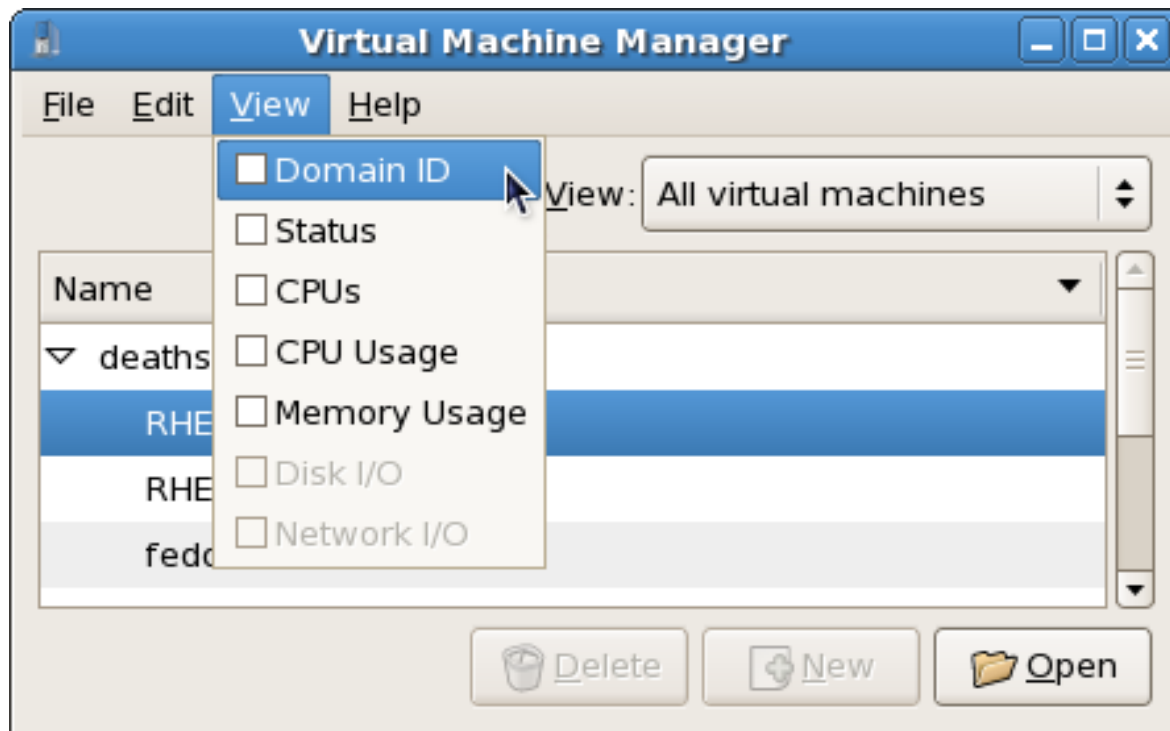 Virtual Machine Manager
File Edit View Help
Domain ID
View: All virtual machines
Status
Name
CPUs
deaths
CPU Usage
RHE
Memory Usage
Disk I/O
RHE
Network I/O
Delete New Open